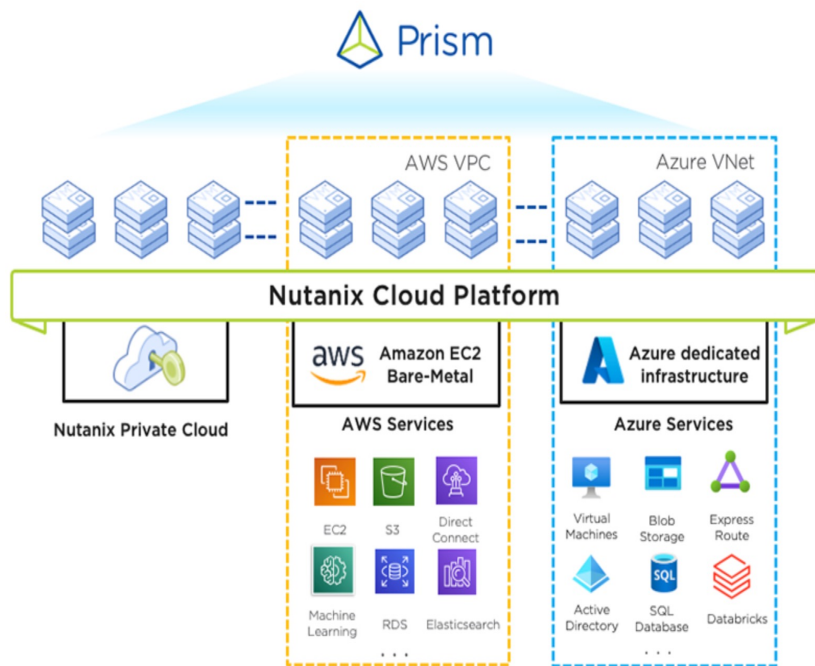 Prism
AWS VPC
Azure VNet
Nutanix Cloud Platform
aws
Amazon EC2
Bare-Metal
Azure dedicated
infrastructure
Nutanix Private Cloud
AWS Services
Azure Services
EC2
S3
Direct
Connect
Virtual
Machines
Blob
Storage
Express
Route
Machine
Learning
RDS
Elasticsearch
Active
Directory
SQL
SQL
Database
Databricks
. . .
. . .